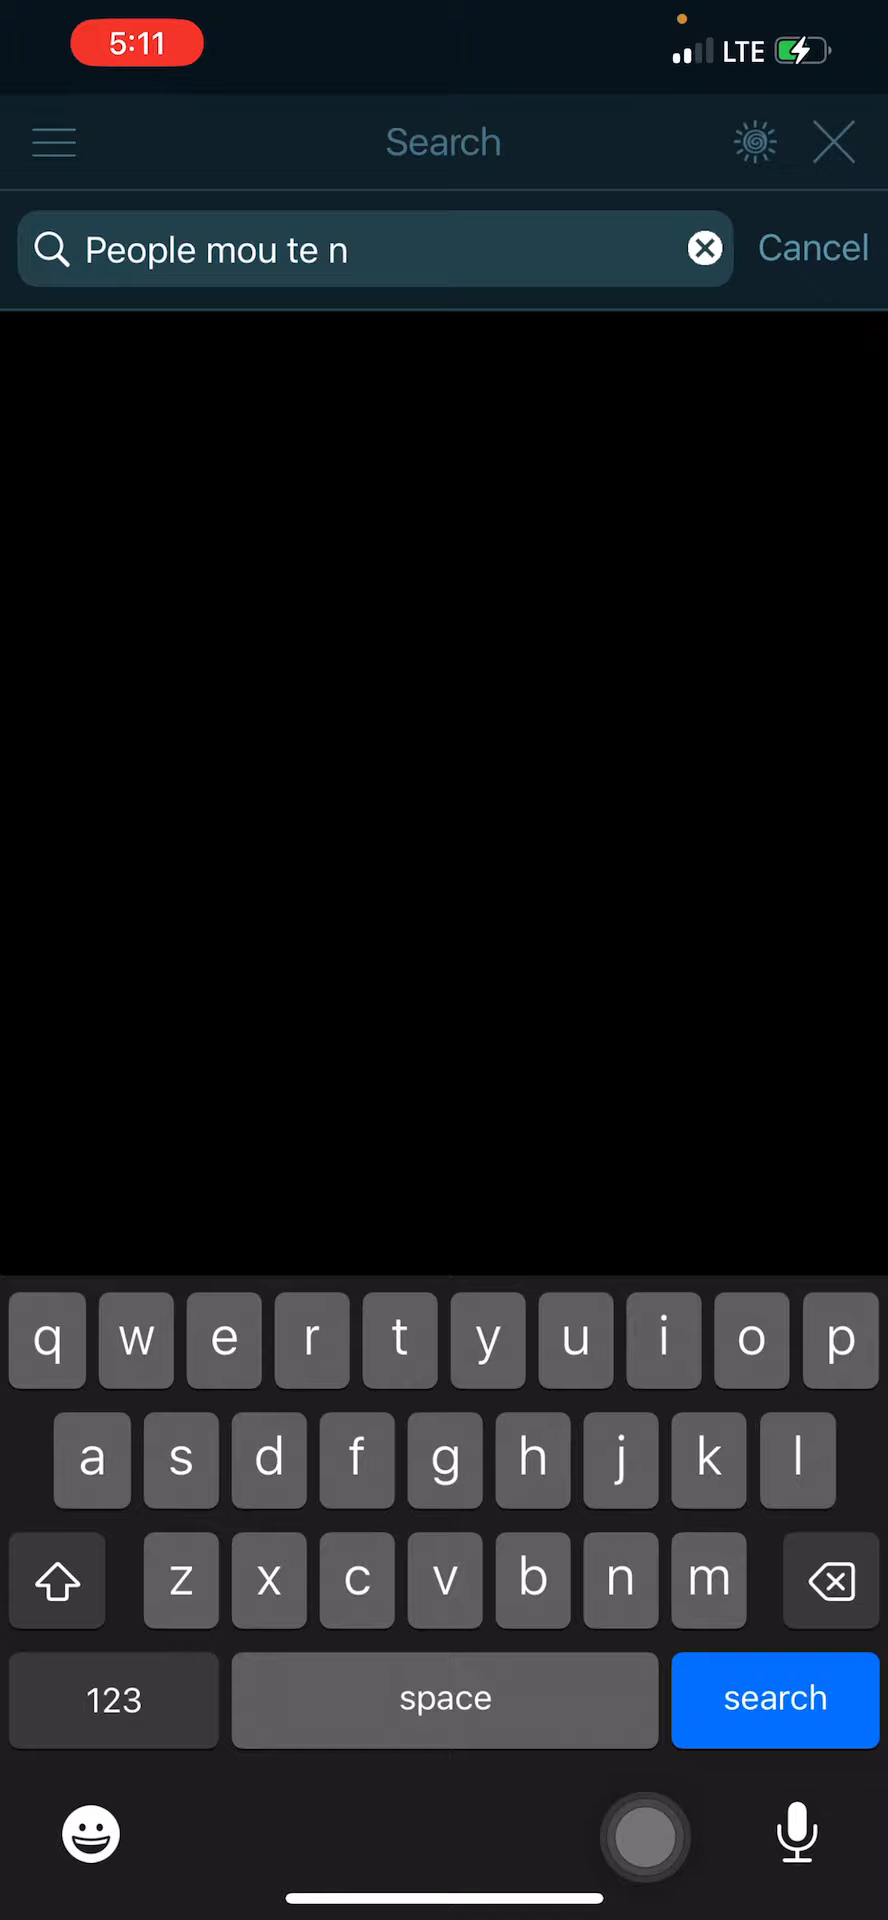 5:11
LTE
Search
People mou te n
Cancel
q w e r t y u i o p
a s d f g h j k l
z x c v b n m
123 space search